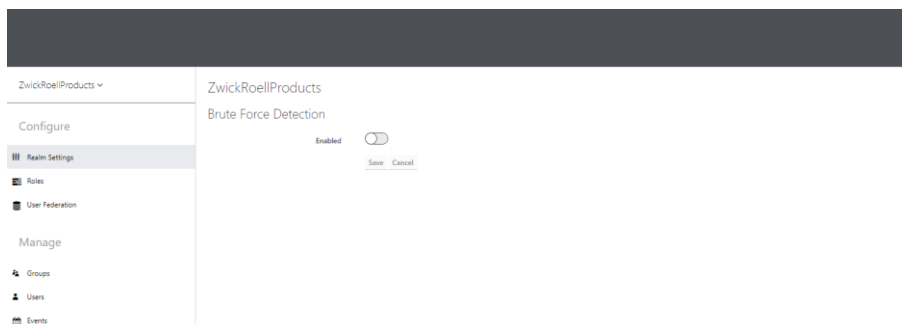 ZwickRoellProducts
Configure
Realm Settings
Roles
User Federation
Manage
Groups
Users
Events
ZwickRoellProducts
Brute Force Detection
Enabled
Save Cancel